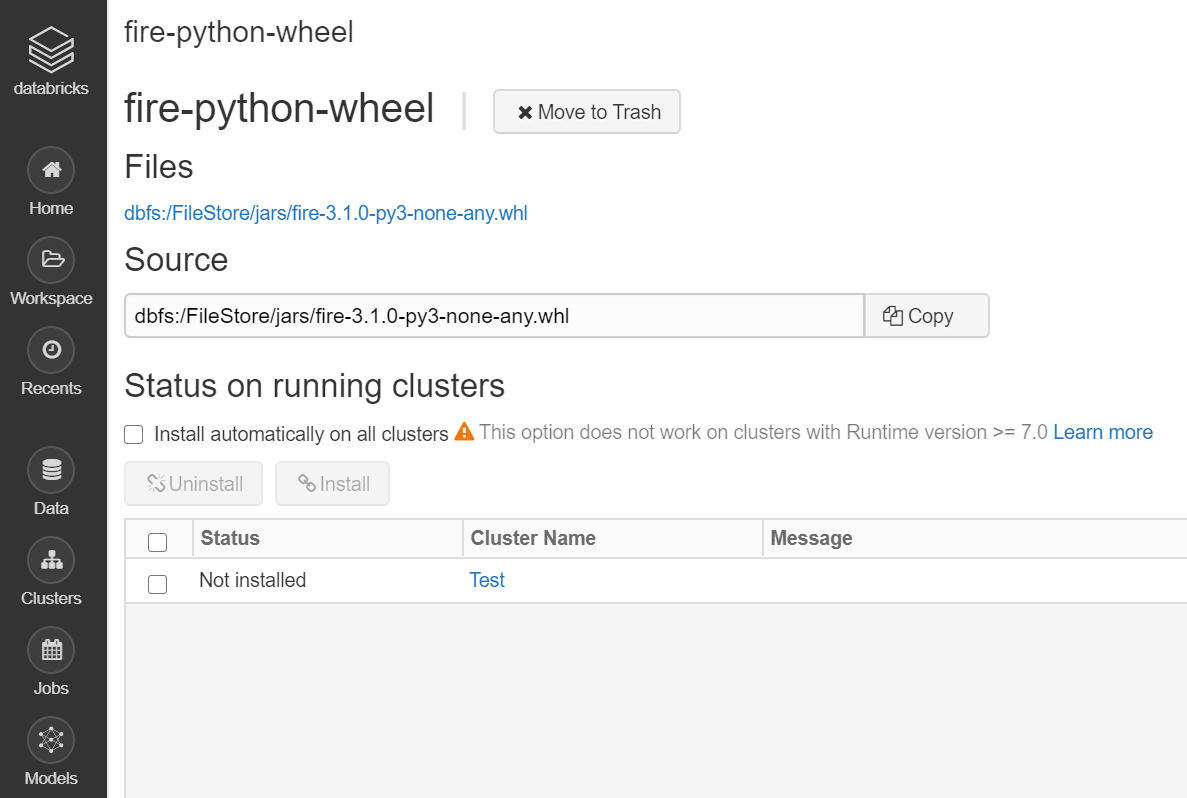 databricks
Home
Workspace
Recents
Data
Clusters
Jobs
Models
fire-python-wheel
fire-python-wheel
Move to Trash
Files
dbfs:/FileStore/jars/fire-3.1.0-py3-none-any.whl
Source
dbfs:/FileStore/jars/fire-3.1.0-py3-none-any.whl
Copy
Status on running clusters
Install automatically on all clusters This option does not work on clusters with Runtime version >= 7.0 Learn more
Uninstall Install
Status Cluster Name Message
Not installed Test